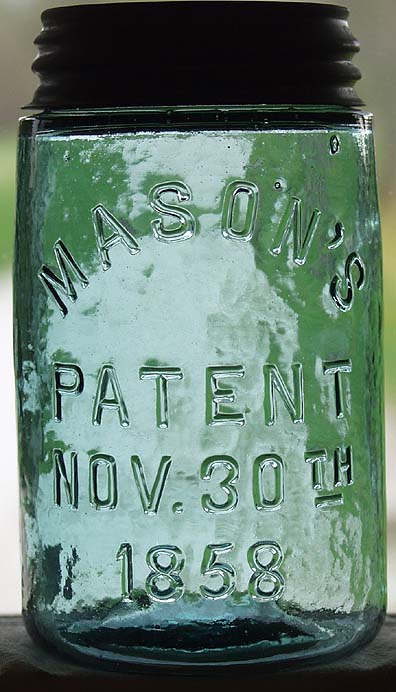 MASON'S
PATENT
NOV. 30TH
1858